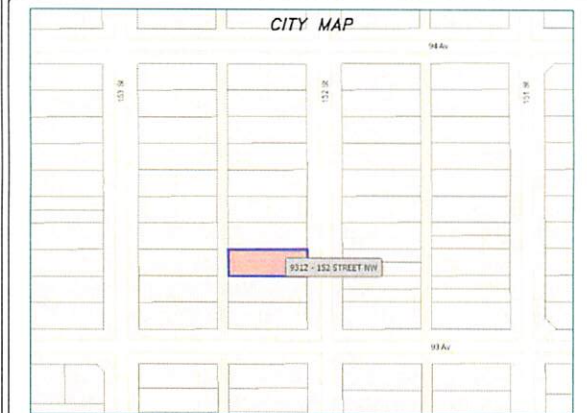 CITY MAP
94 Av
153 St
152 St
151 St
9312 - 152 STREET NW
93 Av